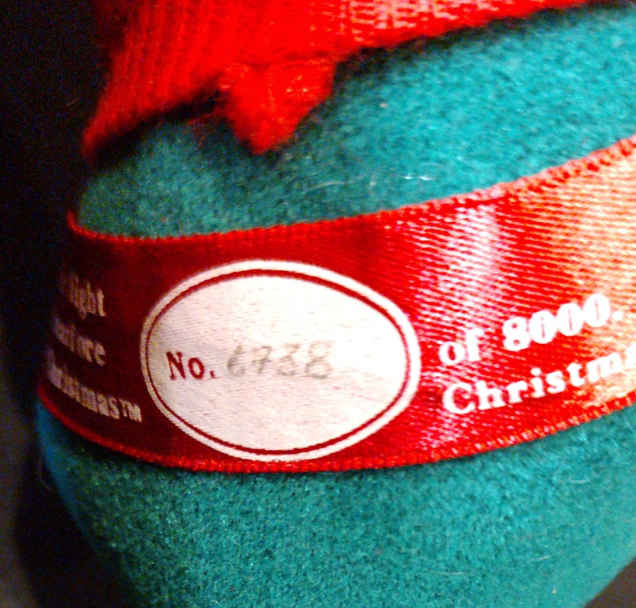 Night
Before
Christmas™
No. 6738
of 8000.
Christm